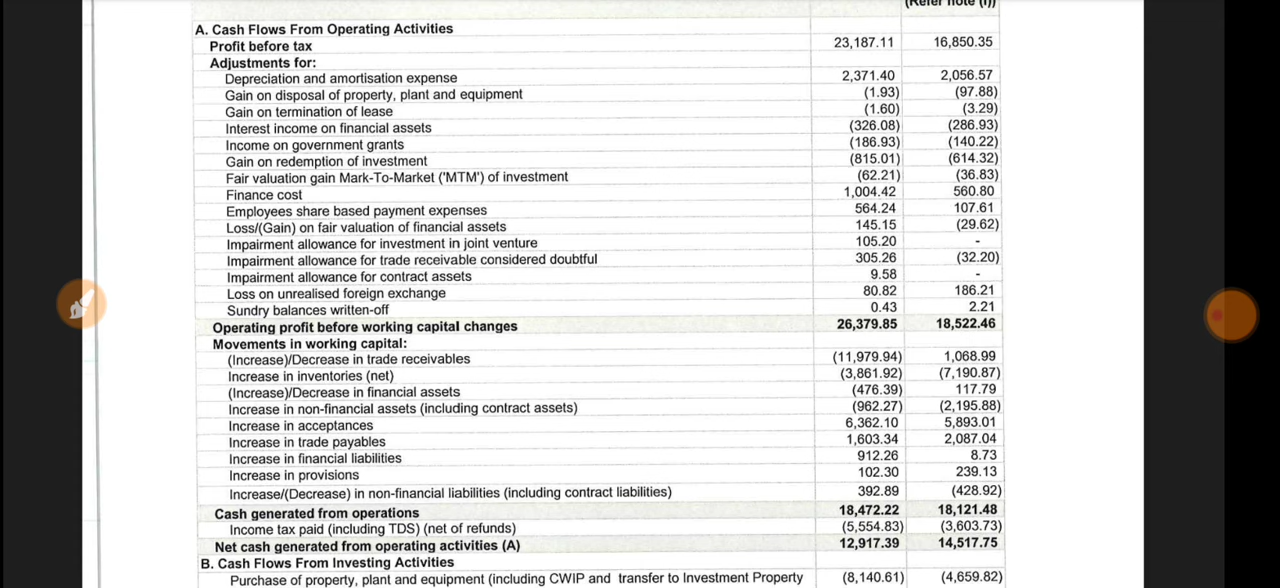 (Refer note (i))
A. Cash Flows From Operating Activities
Profit before tax 23,187.11 16,850.35
Adjustments for:
Depreciation and amortisation expense 2,371.40 2,056.57
Gain on disposal of property, plant and equipment (1.93) (97.88)
Gain on termination of lease (1.60) (3.29)
Interest income on financial assets (326.08) (286.93)
Income on government grants (186.93) (140.22)
Gain on redemption of investment (815.01) (614.32)
Fair valuation gain Mark-To-Market ('MTM') of investment (62.21) (36.83)
Finance cost 1,004.42 560.80
Employees share based payment expenses 564.24 107.61
Loss/(Gain) on fair valuation of financial assets 145.15 (29.62)
Impairment allowance for investment in joint venture 105.20 -
Impairment allowance for trade receivable considered doubtful 305.26 (32.20)
Impairment allowance for contract assets 9.58 -
Loss on unrealised foreign exchange 80.82 186.21
Sundry balances written-off 0.43 2.21
Operating profit before working capital changes 26,379.85 18,522.46
Movements in working capital:
(Increase)/Decrease in trade receivables (11,979.94) 1,068.99
Increase in inventories (net) (3,861.92) (7,190.87)
(Increase)/Decrease in financial assets (476.39) 117.79
Increase in non-financial assets (including contract assets) (962.27) (2,195.88)
Increase in acceptances 6,362.10 5,893.01
Increase in trade payables 1,603.34 2,087.04
Increase in financial liabilities 912.26 8.73
Increase in provisions 102.30 239.13
Increase/(Decrease) in non-financial liabilities (including contract liabilities) 392.89 (428.92)
Cash generated from operations 18,472.22 18,121.48
Income tax paid (including TDS) (net of refunds) (5,554.83) (3,603.73)
Net cash generated from operating activities (A) 12,917.39 14,517.75
B. Cash Flows From Investing Activities
Purchase of property, plant and equipment (including CWIP and transfer to Investment Property (8,140.61) (4,659.82)